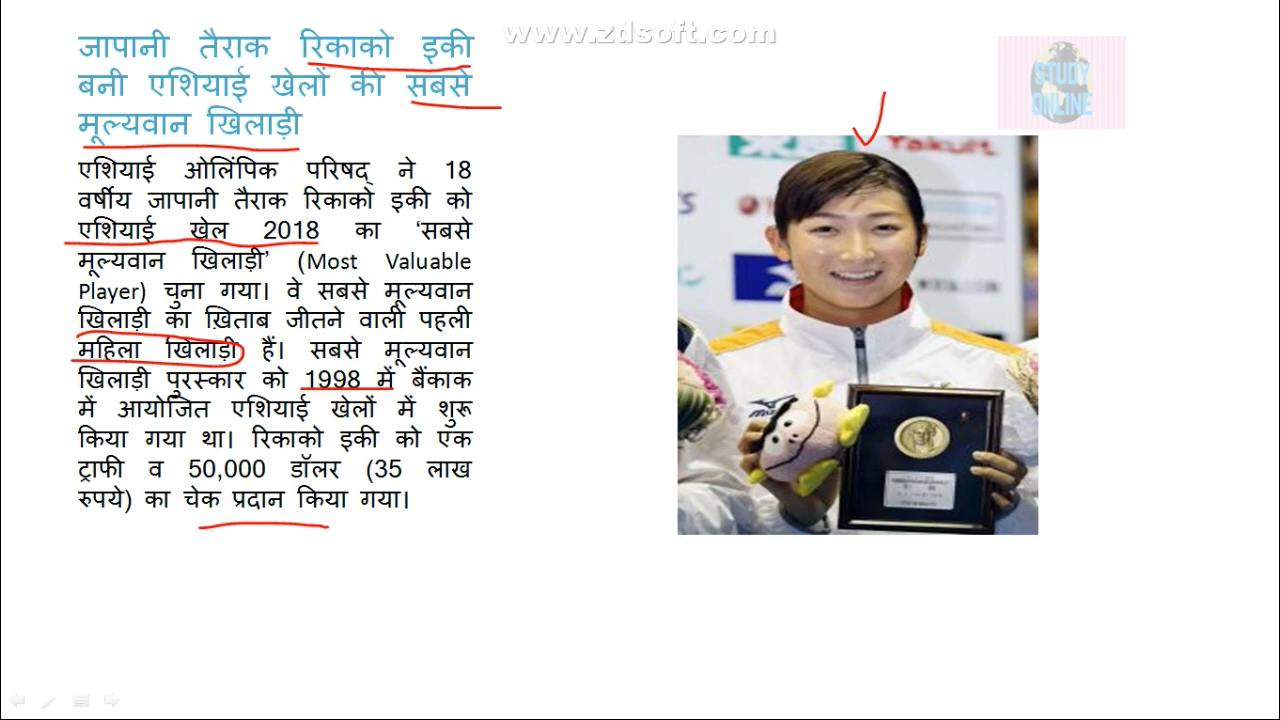 जापानी तैराक रिकाको इकी
बनी एशियाई खेलों की सबसे
मूल्यवान खिलाड़ी
एशियाई ओलिंपिक परिषद् ने 18
वर्षीय जापानी तैराक रिकाको इकी को
एशियाई खेल 2018 का ‘सबसे
मूल्यवान खिलाड़ी’ (Most Valuable
Player) चुना गया। वे सबसे मूल्यवान
खिलाड़ी का ख़िताब जीतने वाली पहली
महिला खिलाड़ी हैं। सबसे मूल्यवान
खिलाड़ी पुरस्कार को 1998 में बैंकाक
में आयोजित एशियाई खेलों में शुरू
किया गया था। रिकाको इकी को एक
ट्राफी व 50,000 डॉलर (35 लाख
रुपये) का चेक प्रदान किया गया।
www.zdsoft.com
STUDY
ONLINE
Yakult